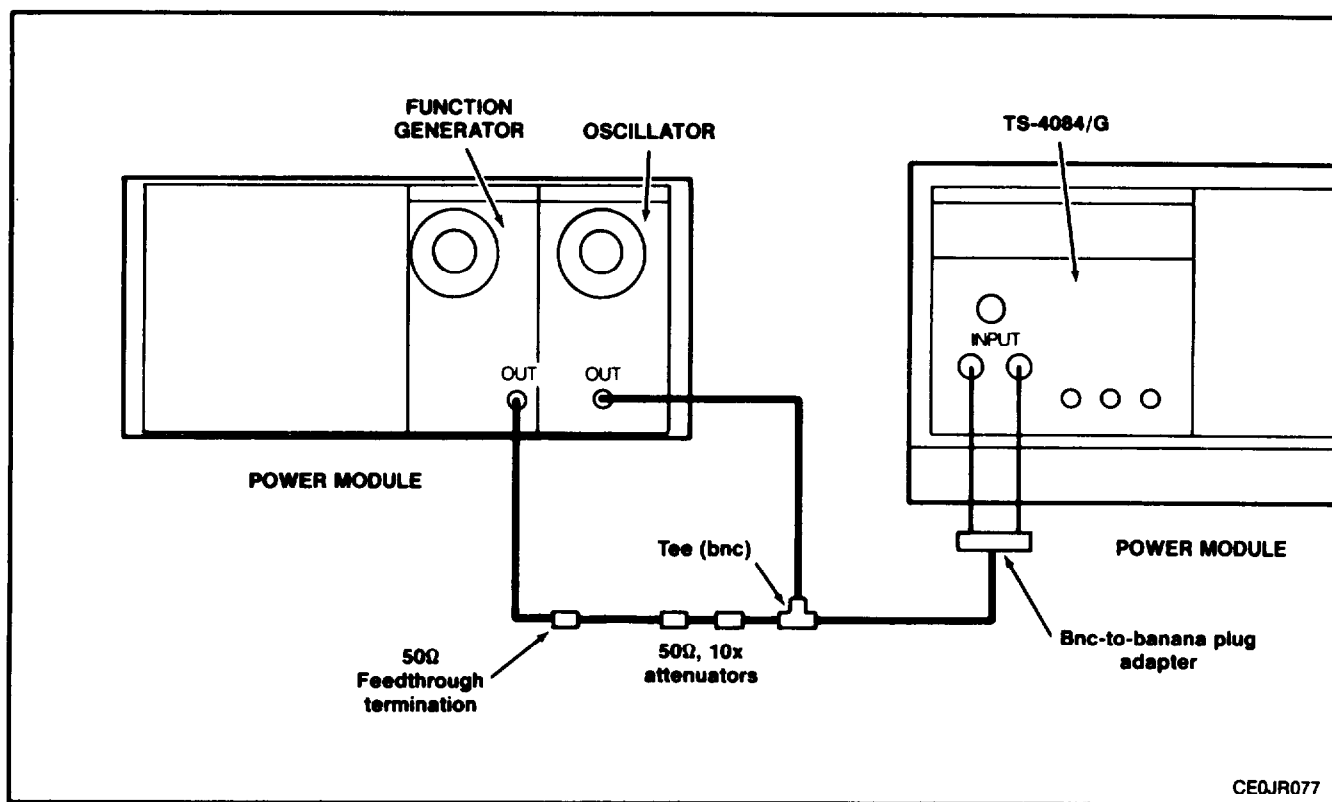 FUNCTION
GENERATOR
OSCILLATOR
TS-4084/G
INPUT
OUT
OUT
POWER MODULE
Tee (bnc)
POWER MODULE
50Ω
Feedthrough
termination
50Ω, 10x
attenuators
Bnc-to-banana plug
adapter
CE0JR077